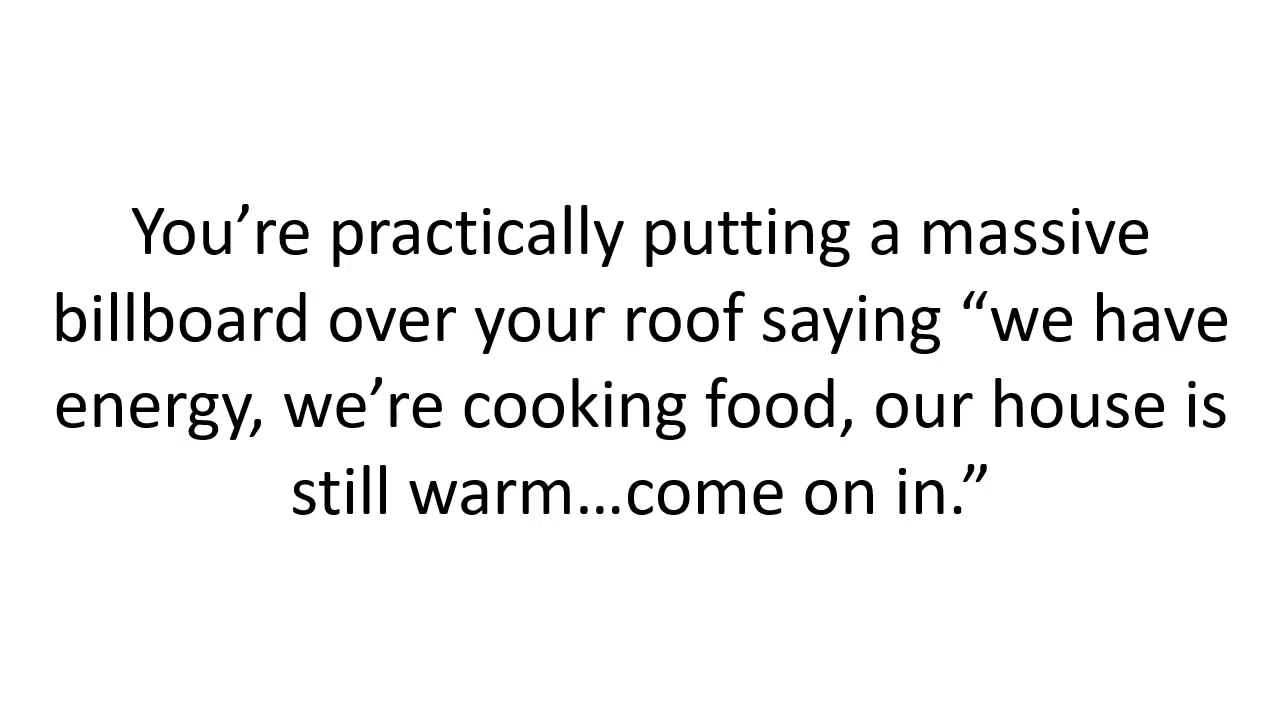 You’re practically putting a massive
billboard over your roof saying “we have
energy, we’re cooking food, our house is
still warm…come on in.”